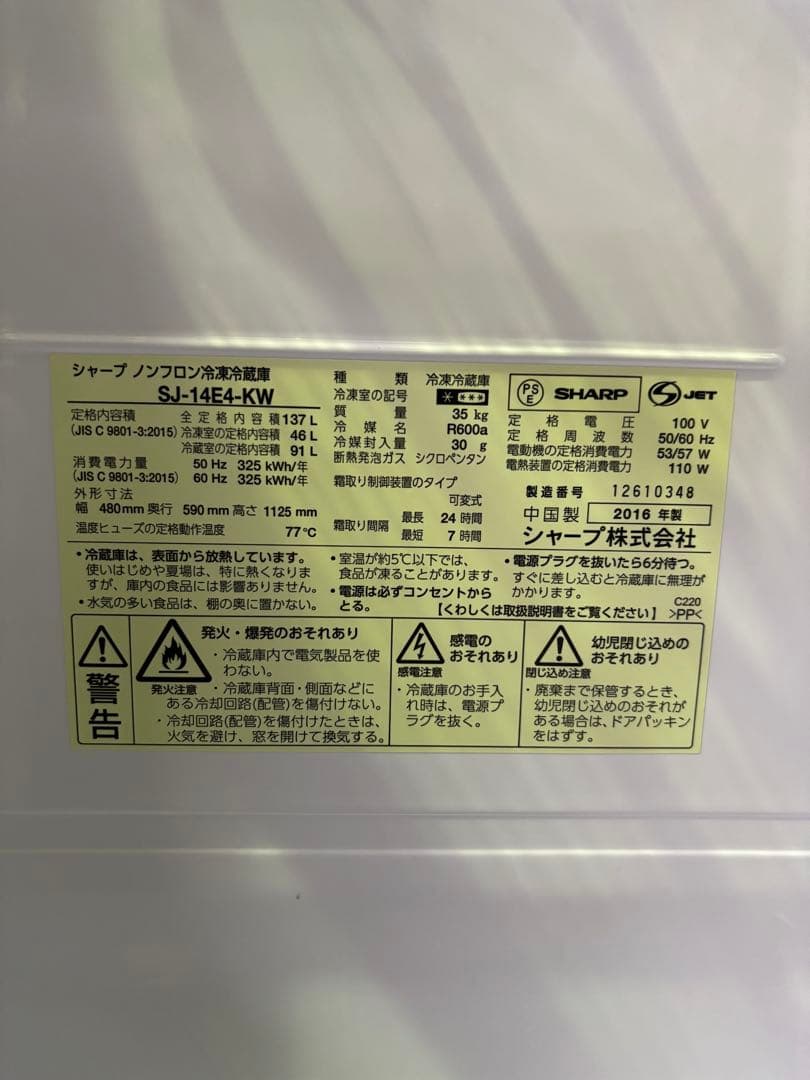 シャープ ノンフロン冷凍冷蔵庫
SJ-14E4-KW
定格内容積 全定格内容積 137 L
(JIS C 9801-3:2015) 冷凍室の定格内容積 46 L
冷蔵室の定格内容積 91 L
消費電力量 50 Hz 325 kWh/年
(JIS C 9801-3:2015) 60 Hz 325 kWh/年
外形寸法
幅 480mm 奥行 590mm 高さ 1125 mm
温度ヒューズの定格動作温度 77℃
種類 冷凍冷蔵庫
冷凍室の記号 * ***
質量 35 kg
冷媒名 R600a
冷媒封入量 30 g
断熱発泡ガス シクロペンタン
霜取り制御装置のタイプ
可変式
霜取り間隔 最長 24 時間
最短 7 時間
PS E SHARP S JET
定格電圧 100 V
定格周波数 50/60 Hz
電動機の定格消費電力 53/57 W
電熱装置の定格消費電力 110 W
製造番号 12610348
中国製 2016 年製
シャープ株式会社
・冷蔵庫は、表面から放熱しています。
使いはじめや夏場は、特に熱くなりま
すが、庫内の食品には影響ありません。
・水気の多い食品は、棚の奥に置かない。
・室温が約5℃以下では、
食品が凍ることがあります。
・電源は必ずコンセントから
とる。
・電源プラグを抜いたら6分待つ。
すぐに差し込むと冷蔵庫に無理が
かかります。
【くわしくは取扱説明書をご覧ください】
C220
>PP<
警告
発火・爆発のおそれあり
発火注意
・冷蔵庫内で電気製品を使
わない。
・冷蔵庫背面・側面などに
ある冷却回路(配管)を傷付けない。
・冷却回路(配管)を傷付けたときは、
火気を避け、窓を開けて換気する。
感電の
おそれあり
感電注意
・冷蔵庫のお手入
れ時は、電源プ
ラグを抜く。
幼児閉じ込めの
おそれあり
閉じ込め注意
・廃棄まで保管するとき、
幼児閉じ込めのおそれが
ある場合は、ドアパッキン
をはずす。